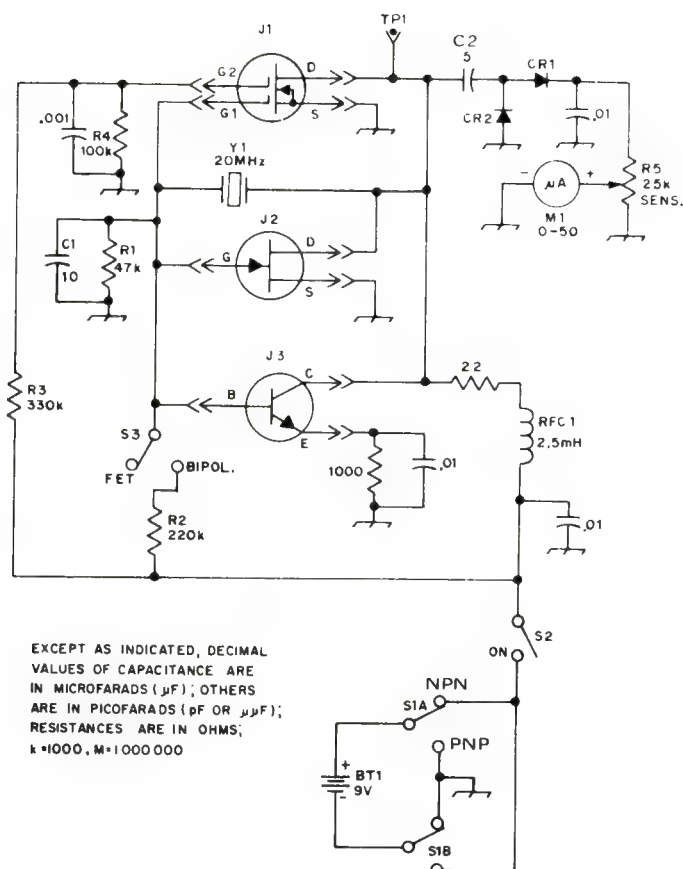 TP1
J1
C2
5
CR1
G2
D
G1
S
CR2
.01
.001
R4
100k
Y1
20MHz
- μA +
M1
0-50
R5
25k
SENS.
J2
D
C1
10
R1
47k
G
S
J3
C
22
R3
330k
B
RFC1
2.5mH
S3
E
FET
BIPOL.
1000
.01
R2
220k
.01
S2
ON
EXCEPT AS INDICATED, DECIMAL
VALUES OF CAPACITANCE ARE
IN MICROFARADS (μF); OTHERS
ARE IN PICOFARADS (pF OR μμF);
RESISTANCES ARE IN OHMS;
k=1000, M=1000000
S1A
NPN
PNP
+
BT1
9V
-
S1B